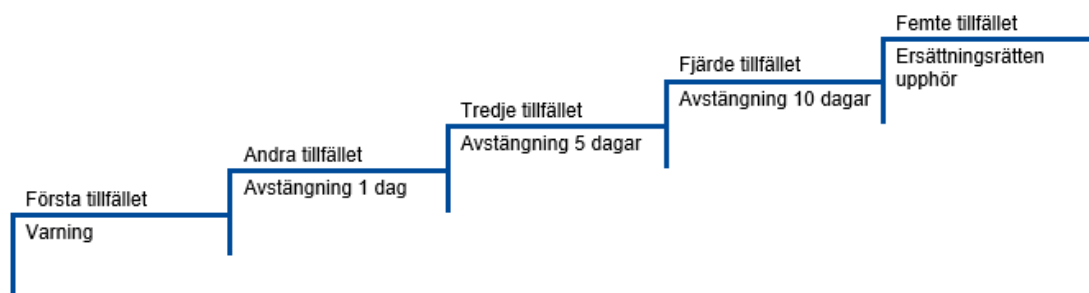 Första tillfället
Varning
Andra tillfället
Avstängning 1 dag
Tredje tillfället
Avstängning 5 dagar
Fjärde tillfället
Avstängning 10 dagar
Femte tillfället
Ersättningsrätten
upphör